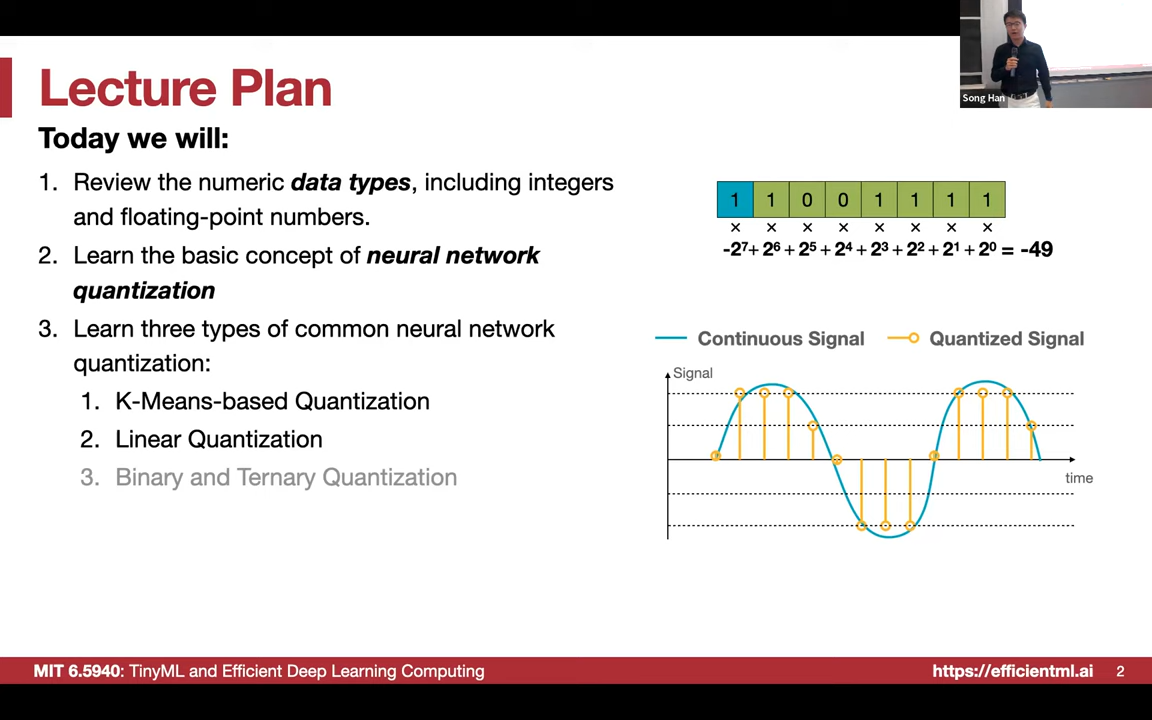 Lecture Plan
Today we will:
1. Review the numeric data types, including integers
and floating-point numbers.
2. Learn the basic concept of neural network
quantization
3. Learn three types of common neural network
quantization:
1. K-Means-based Quantization
2. Linear Quantization
3. Binary and Ternary Quantization
Song Han
1 1 0 0 1 1 1 1
× × × × × × × ×
-2⁷+ 2⁶ + 2⁵ + 2⁴ + 2³ + 2² + 2¹ + 2⁰ = -49
Continuous Signal Quantized Signal
Signal
time
MIT 6.5940: TinyML and Efficient Deep Learning Computing
https://efficientml.ai 2